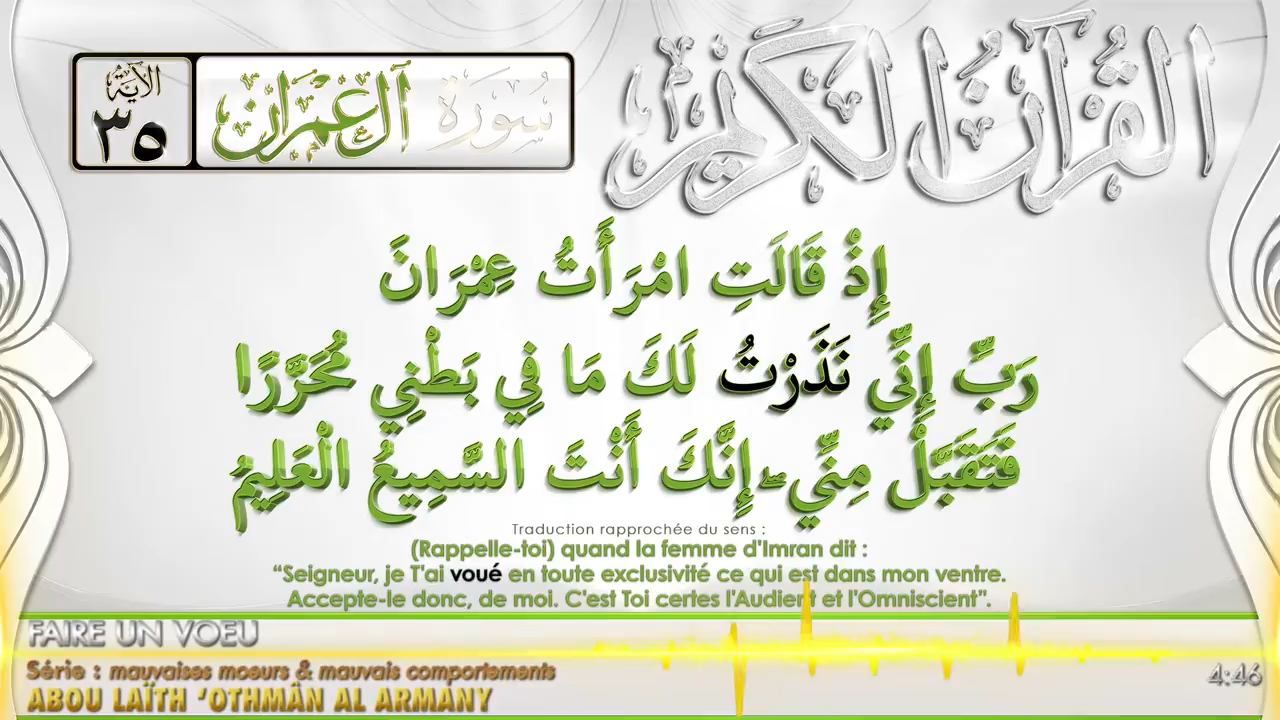 القرآن الكريم
سورة آل عمران
الآية
٣٥
إِذْ قَالَتِ امْرَأَتُ عِمْرَانَ
رَبِّ إِنِّي نَذَرْتُ لَكَ مَا فِي بَطْنِي مُحَرَّرًا
فَتَقَبَّلْ مِنِّي ۖ إِنَّكَ أَنْتَ السَّمِيعُ الْعَلِيمُ
Traduction rapprochée du sens :
(Rappelle-toi) quand la femme d'Imran dit :
“Seigneur, je T'ai voué en toute exclusivité ce qui est dans mon ventre.
Accepte-le donc, de moi. C'est Toi certes l'Audient et l'Omniscient”.
FAIRE UN VOEU
Série : mauvaises moeurs & mauvais comportements
ABOU LAÏTH ‘OTHMÂN AL ARMANY
4:46